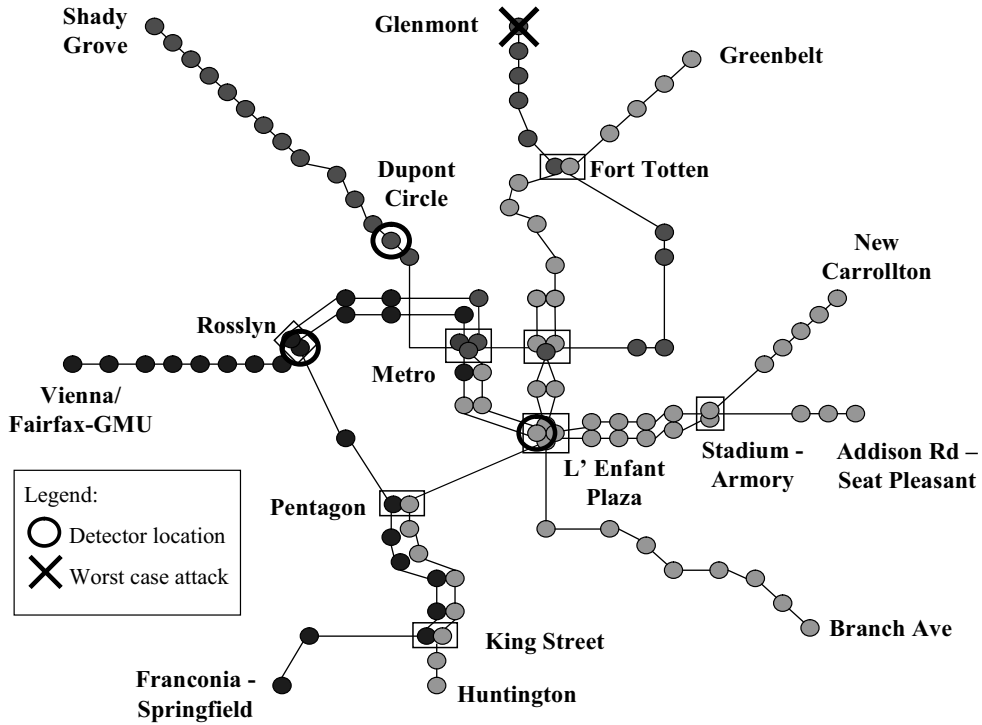 Shady
Grove
Glenmont
Greenbelt
Dupont
Circle
Fort Totten
New
Carrollton
Rosslyn
Metro
Vienna/
Fairfax-GMU
L' Enfant
Plaza
Stadium -
Armory
Addison Rd –
Seat Pleasant
Legend:
Detector location
Worst case attack
Pentagon
King Street
Branch Ave
Franconia -
Springfield
Huntington